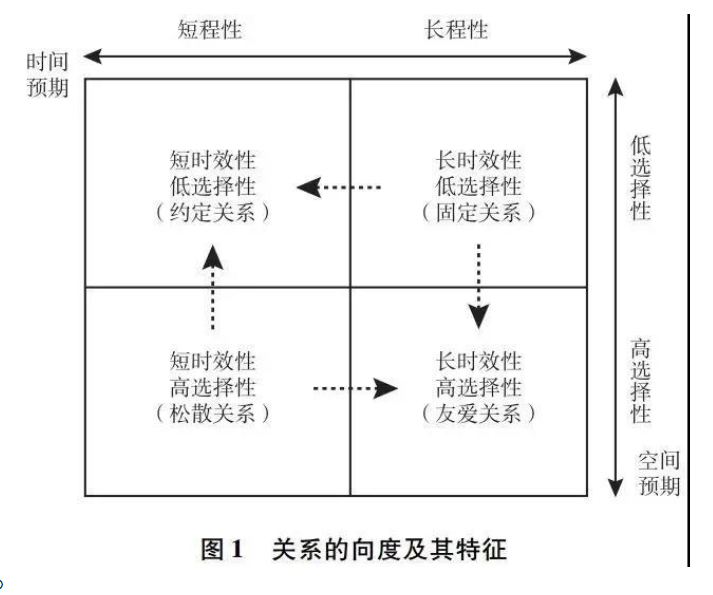 短程性 长程性
时间
预期
短时效性
低选择性
（约定关系）
长时效性
低选择性
（固定关系）
低选择性
短时效性
高选择性
（松散关系）
长时效性
高选择性
（友爱关系）
高选择性
空间
预期
图1 关系的向度及其特征